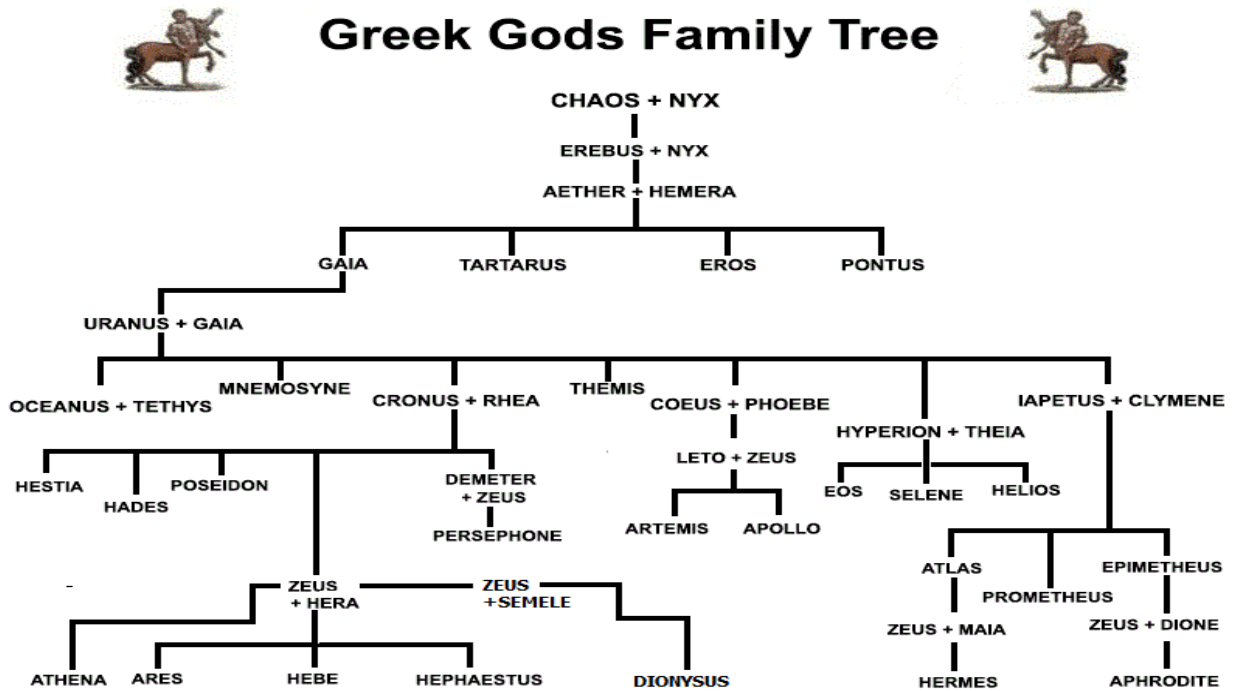 Greek Gods Family Tree
CHAOS + NYX
EREBUS + NYX
AETHER + HEMERA
GAIA
TARTARUS
EROS
PONTUS
URANUS + GAIA
OCEANUS + TETHYS
MNEMOSYNE
CRONUS + RHEA
THEMIS
COEUS + PHOEBE
HYPERION + THEIA
IAPETUS + CLYMENE
HESTIA
HADES
POSEIDON
DEMETER
+ ZEUS
PERSEPHONE
LETO + ZEUS
ARTEMIS
APOLLO
EOS
SELENE
HELIOS
ATLAS
PROMETHEUS
EPIMETHEUS
ZEUS
+ HERA
ZEUS
+SEMELE
ZEUS + MAIA
ZEUS + DIONE
ATHENA
ARES
HEBE
HEPHAESTUS
DIONYSUS
HERMES
APHRODITE